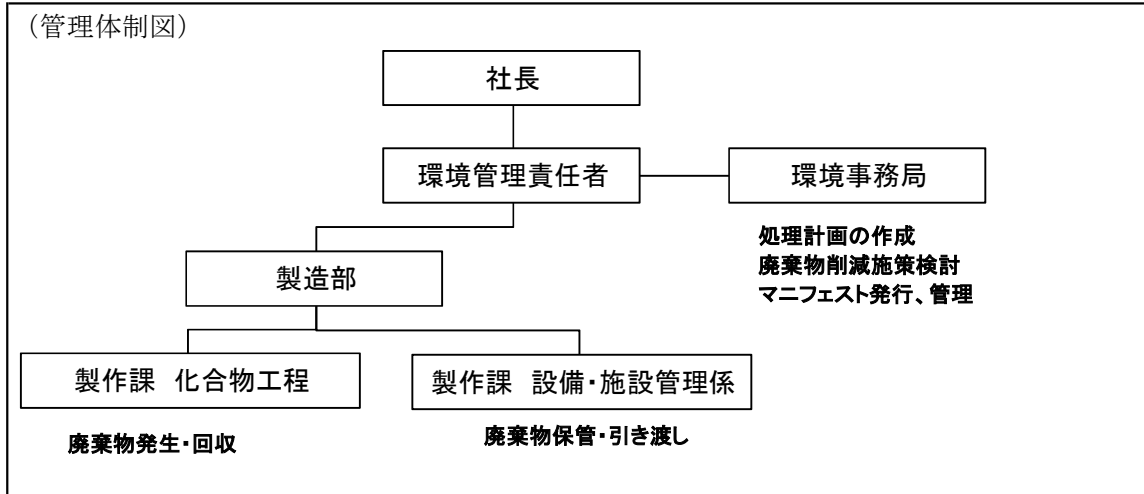 （管理体制図）
社長
環境管理責任者
環境事務局
処理計画の作成
廃棄物削減施策検討
マニフェスト発行、管理
製造部
製作課　化合物工程
製作課　設備・施設管理係
廃棄物発生・回収
廃棄物保管・引き渡し